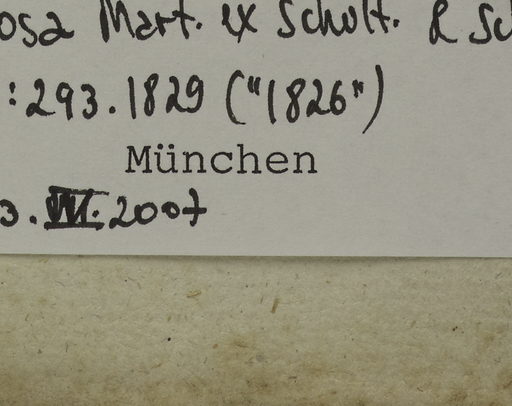 osa Mart. ex Schult. & Sc
:293.1829 ("1826")
München
3.VII.2007